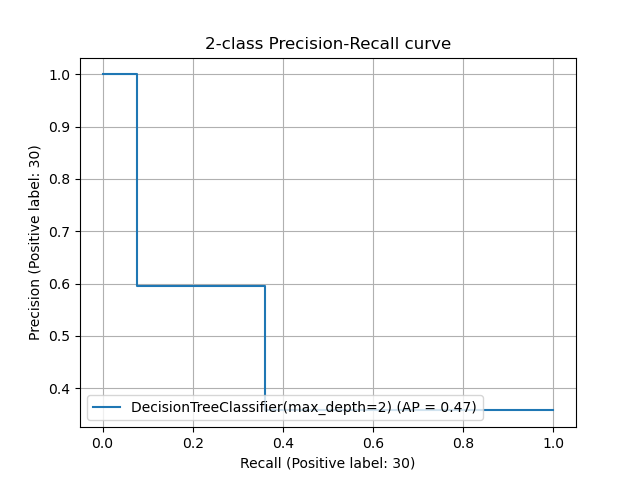 2-class Precision-Recall curve
Precision (Positive label: 30)
1.0
0.9
0.8
0.7
0.6
0.5
0.4
DecisionTreeClassifier(max_depth=2) (AP = 0.47)
0.0 0.2 0.4 0.6 0.8 1.0
Recall (Positive label: 30)